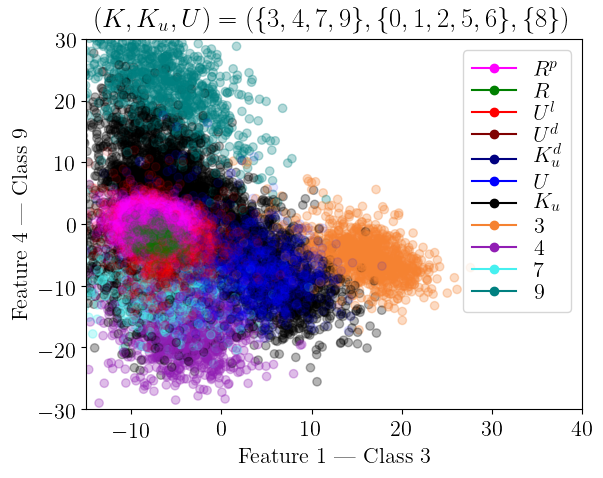 (K, K_u, U) = ({3, 4, 7, 9}, {0, 1, 2, 5, 6}, {8})
30
20
10
0
−10
−20
−30
Feature 4 — Class 9
−10
0
10
20
30
40
Feature 1 — Class 3
R^p
R
U^l
U^d
K_u^d
U
K_u
3
4
7
9